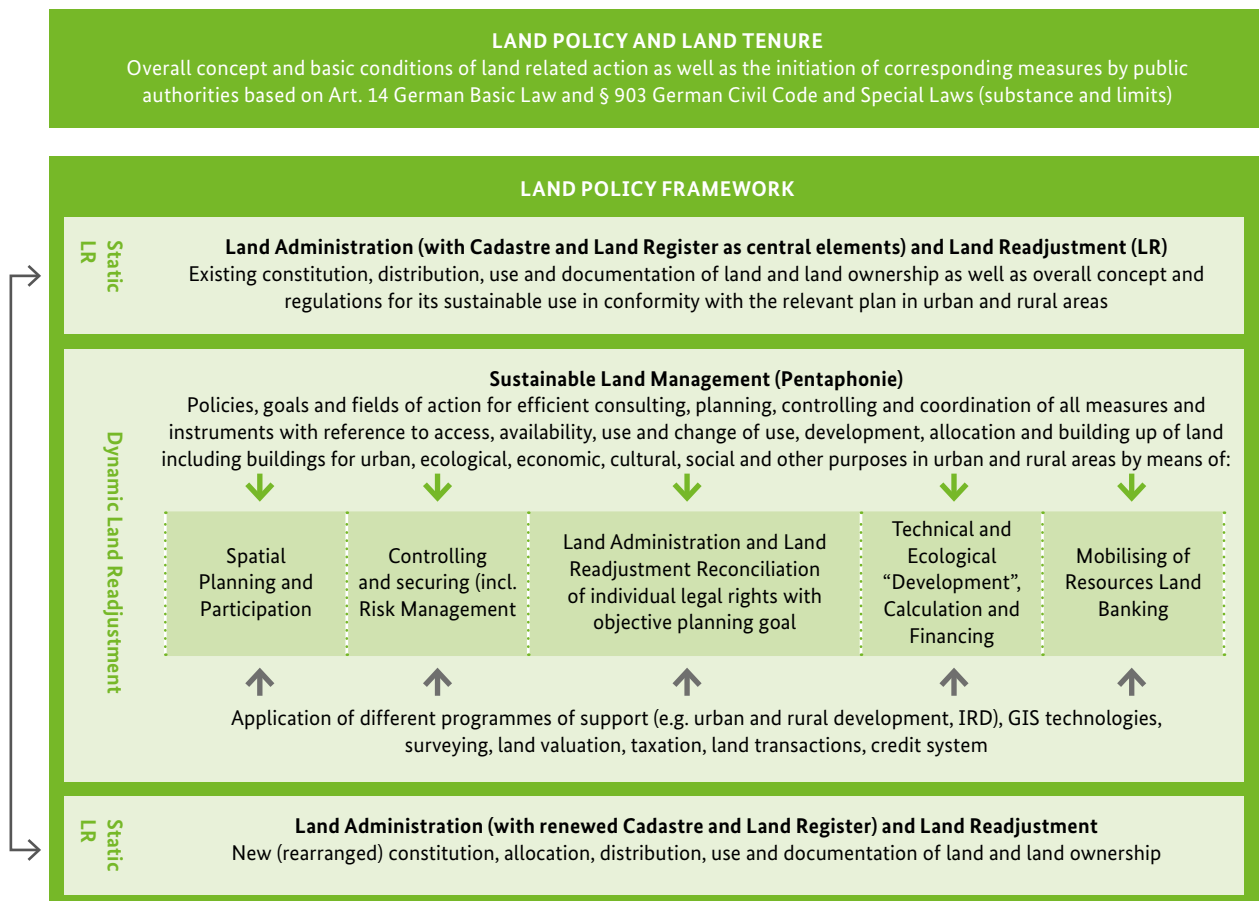 LAND POLICY AND LAND TENURE
Overall concept and basic conditions of land related action as well as the initiation of corresponding measures by public
authorities based on Art. 14 German Basic Law and § 903 German Civil Code and Special Laws (substance and limits)
LAND POLICY FRAMEWORK
Static
LR
Land Administration (with Cadastre and Land Register as central elements) and Land Readjustment (LR)
Existing constitution, distribution, use and documentation of land and land ownership as well as overall concept and
regulations for its sustainable use in conformity with the relevant plan in urban and rural areas
Dynamic Land Readjustment
Sustainable Land Management (Pentaphonie)
Policies, goals and fields of action for efficient consulting, planning, controlling and coordination of all measures and
instruments with reference to access, availability, use and change of use, development, allocation and building up of land
including buildings for urban, ecological, economic, cultural, social and other purposes in urban and rural areas by means of:
Spatial
Planning and
Participation
Controlling
and securing (incl.
Risk Management
Land Administration and Land
Readjustment Reconciliation
of individual legal rights with
objective planning goal
Technical and
Ecological
“Development”,
Calculation and
Financing
Mobilising of
Resources Land
Banking
Application of different programmes of support (e.g. urban and rural development, IRD), GIS technologies,
surveying, land valuation, taxation, land transactions, credit system
Static
LR
Land Administration (with renewed Cadastre and Land Register) and Land Readjustment
New (rearranged) constitution, allocation, distribution, use and documentation of land and land ownership